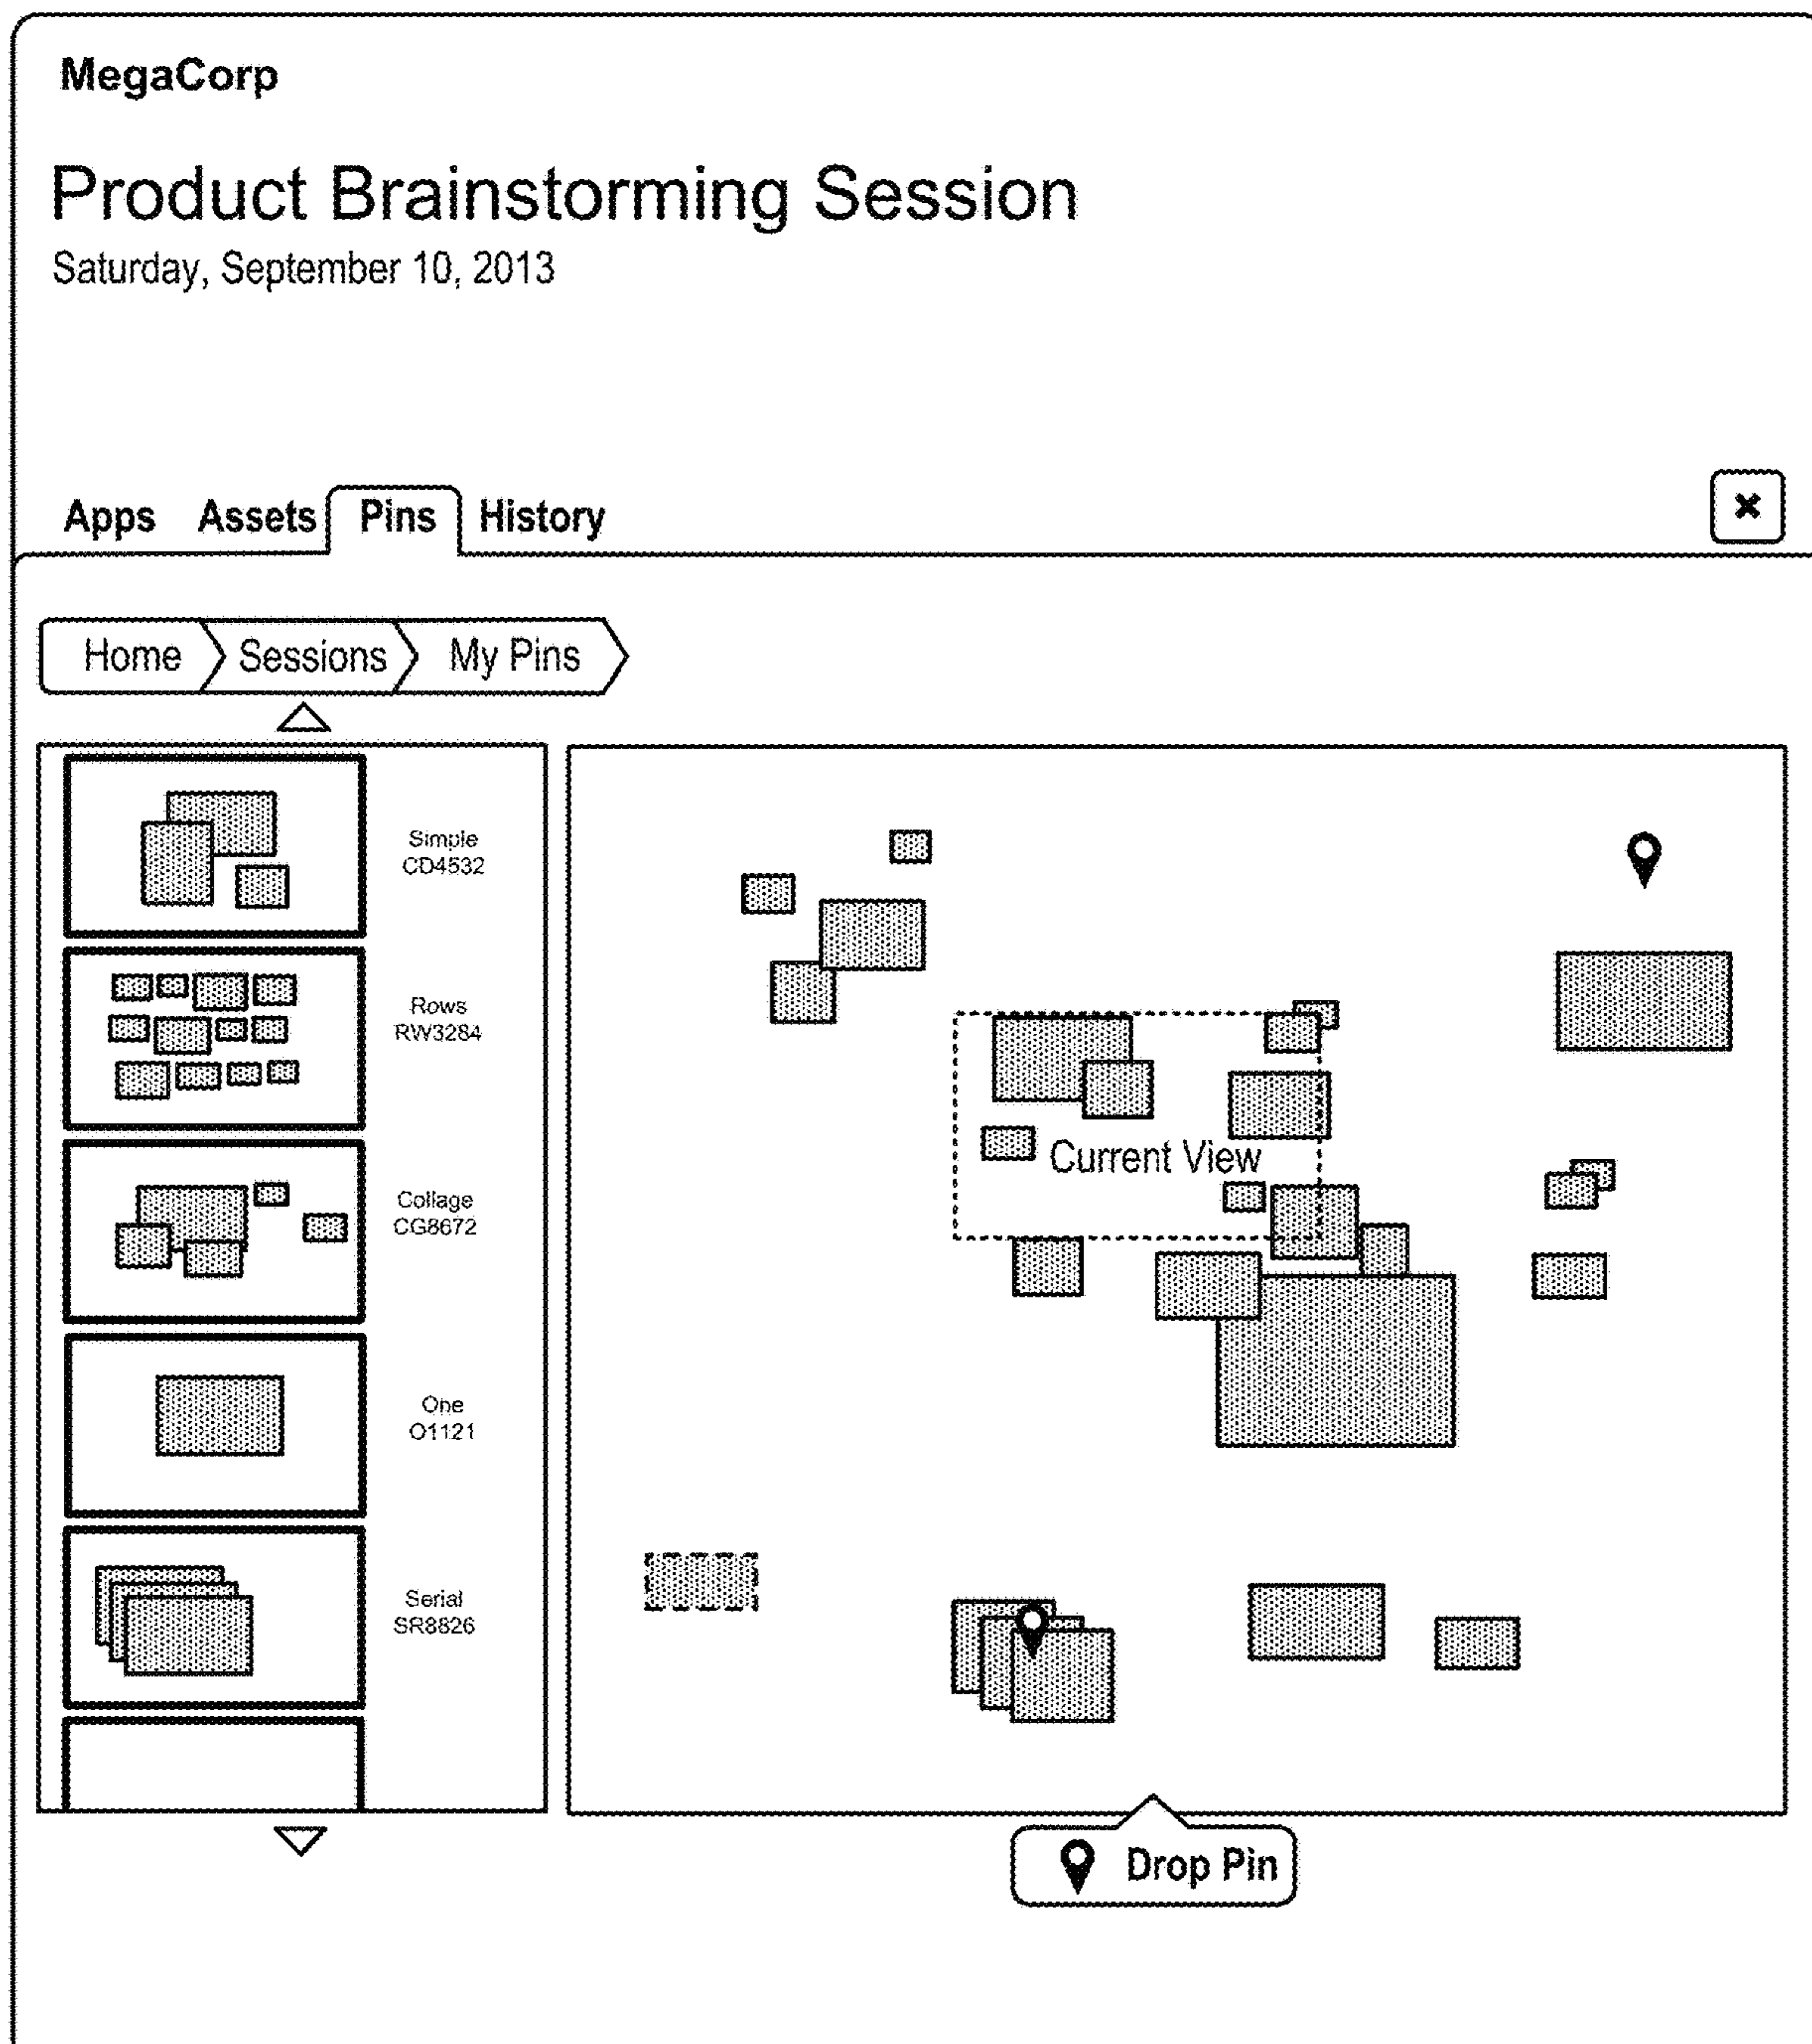 MegaCorp
Product Brainstorming Session
Saturday, September 10, 2013
Apps Assets Pins History
Home Sessions My Pins
Simple
CD4532
Rows
RW3284
Collage
CG8672
One
O1121
Serial
SR8826
Current View
Drop Pin